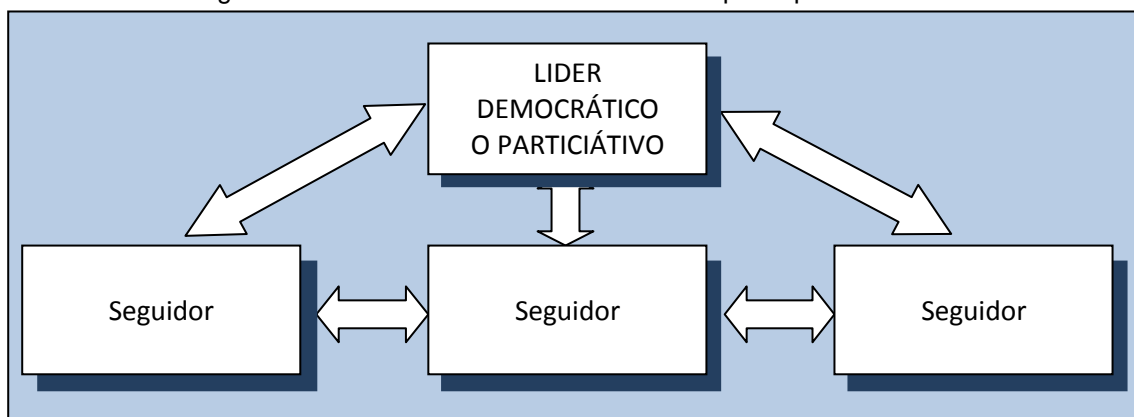 LIDER
DEMOCRÁTICO
O PARTICIÁTIVO
Seguidor
Seguidor
Seguidor